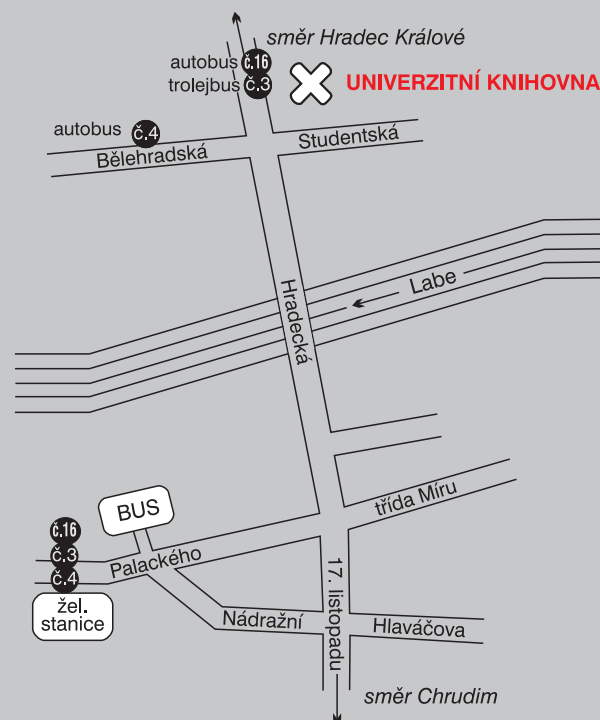 směr Hradec Králové
autobus č.16
trolejbus č.3
UNIVERZITNÍ KNIHOVNA
autobus č.4
Bělehradská
Studentská
Hradecká
Labe
třída Míru
BUS
č.16
č.3
č.4
Palackého
žel.
stanice
17. listopadu
Nádražní
Hlaváčova
směr Chrudim